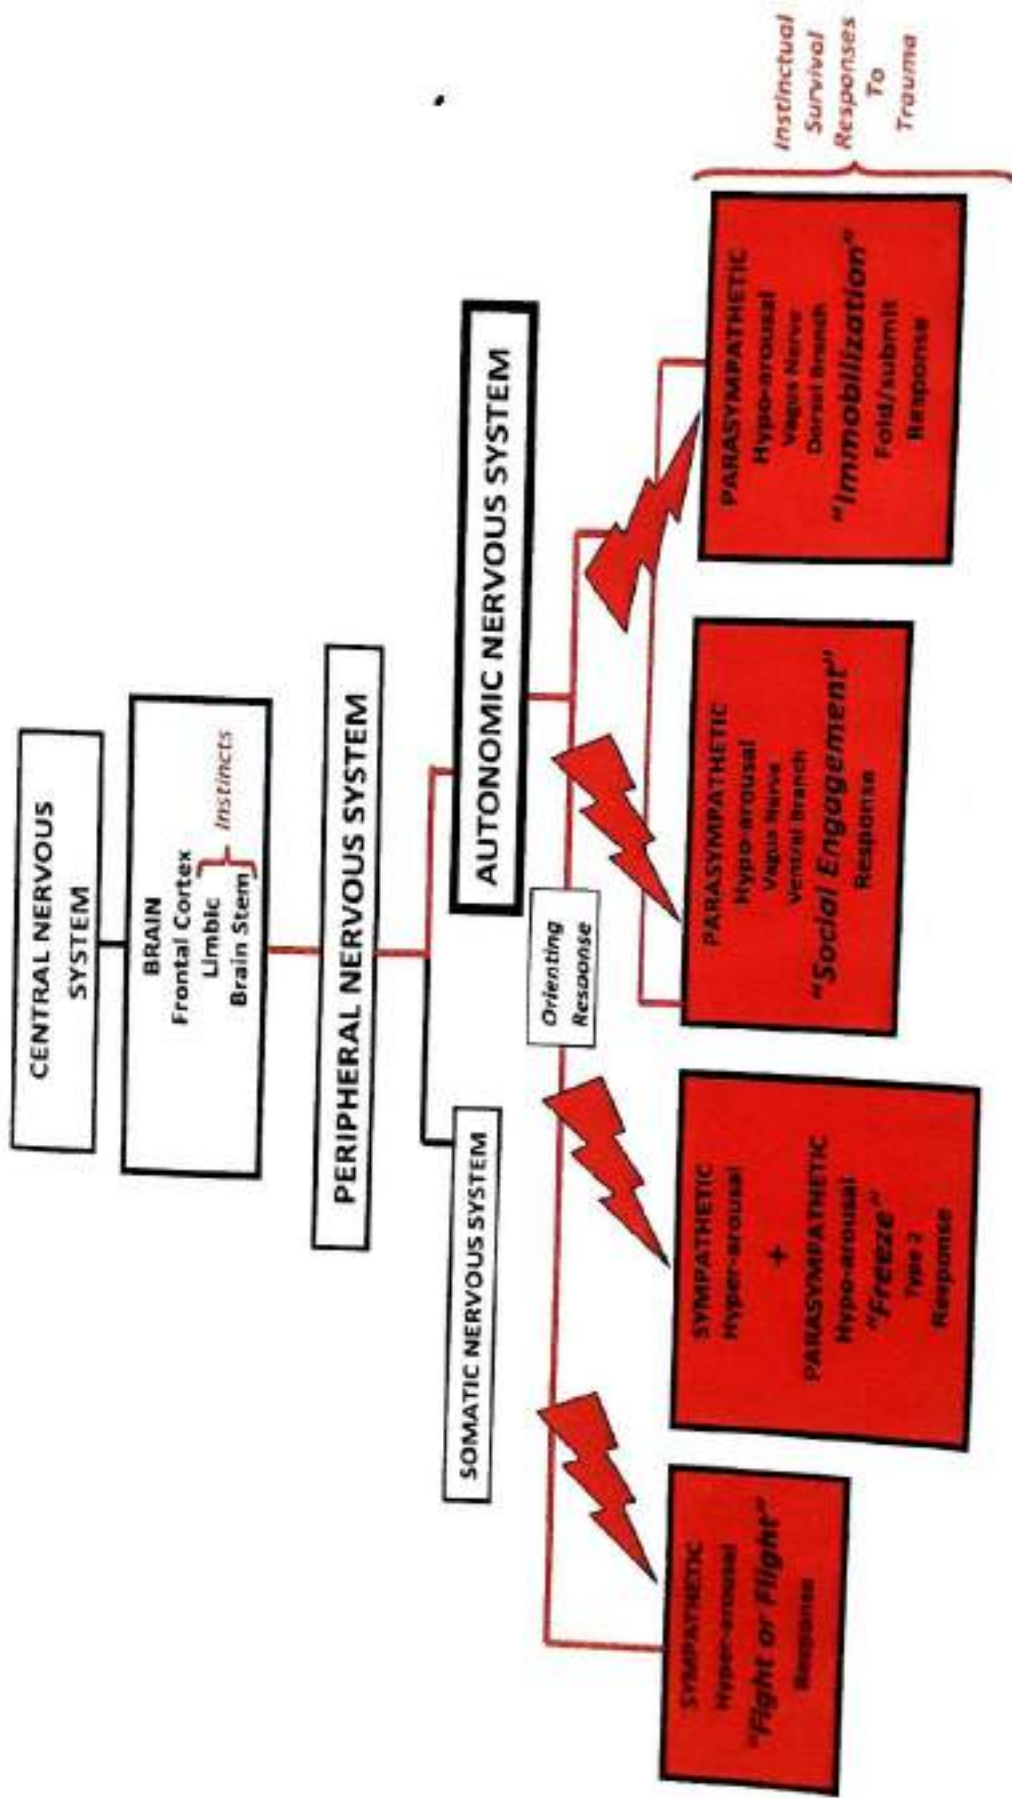 CENTRAL NERVOUS
SYSTEM
BRAIN
Frontal Cortex
Limbic
Brain Stem
Instincts
PERIPHERAL NERVOUS SYSTEM
SOMATIC NERVOUS SYSTEM
AUTONOMIC NERVOUS SYSTEM
Orienting
Response
SYMPATHETIC
Hyper-arousal
"Fight or Flight"
Response
SYMPATHETIC
Hyper-arousal
+
PARASYMPATHETIC
Hypo-arousal
"Freeze"
Type 2
Response
PARASYMPATHETIC
Hypo-arousal
Vagus Nerve
Ventral Branch
"Social Engagement"
Response
PARASYMPATHETIC
Hypo-arousal
Vagus Nerve
Dorsal Branch
"Immobilization"
Fold/submit
Response
Instinctual
Survival
Responses
To
Trauma